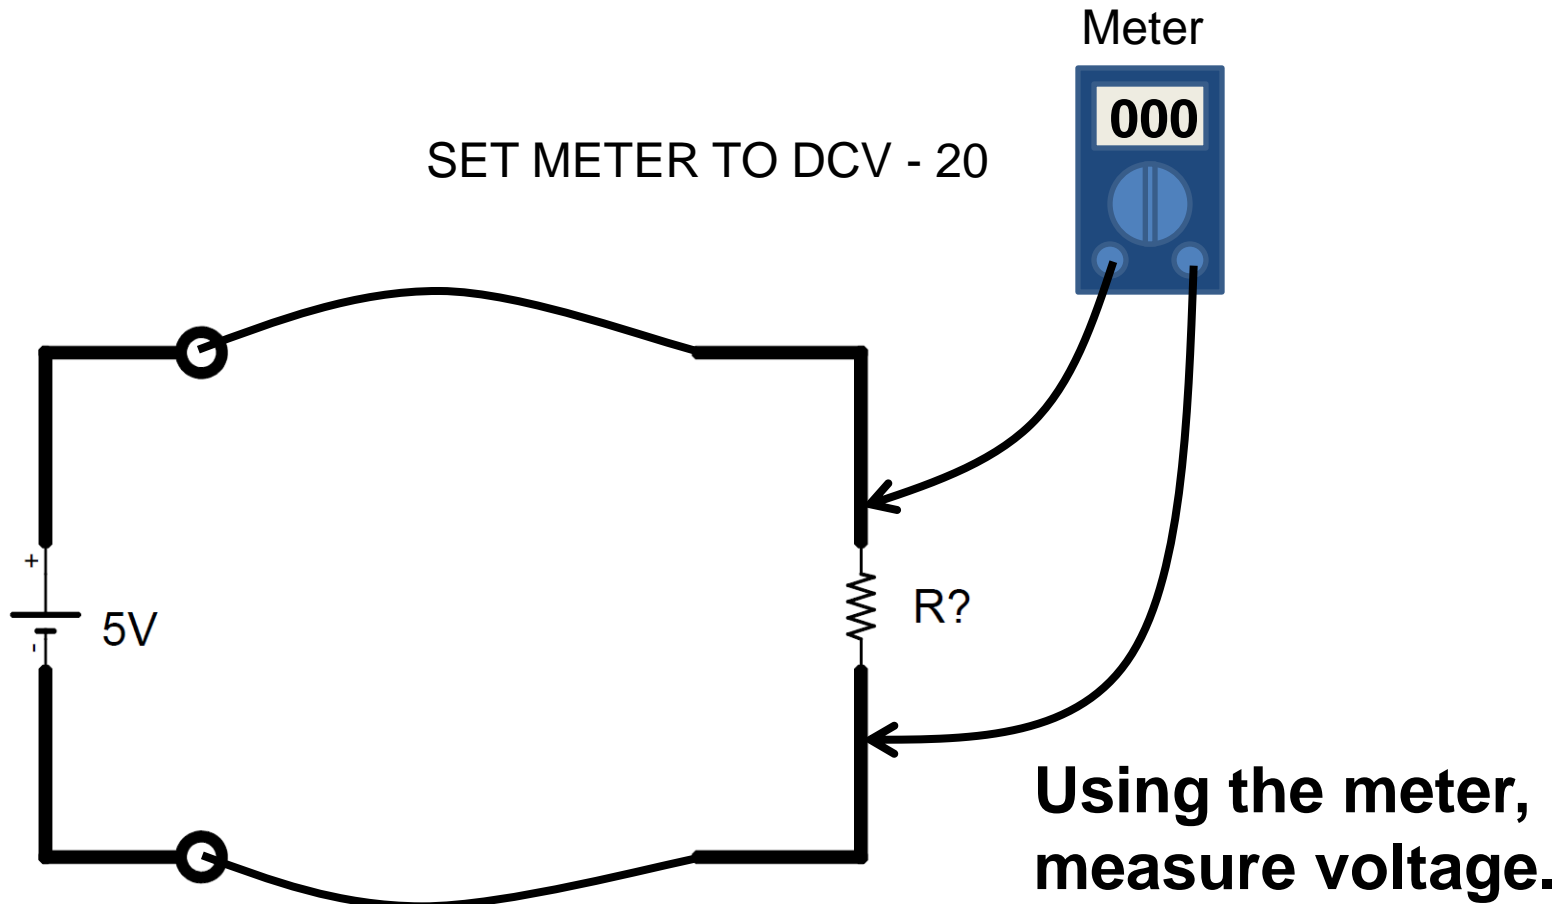 Meter
000
SET METER TO DCV - 20
+
5V
-
R?
Using the meter,
measure voltage.